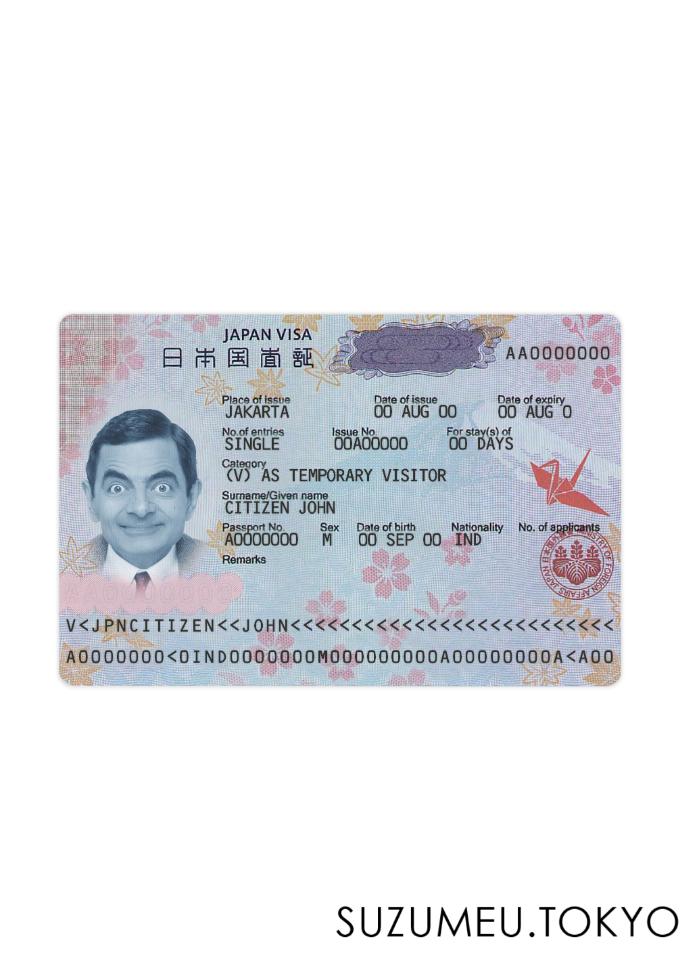 JAPAN VISA
日本国査証
AA0000000
Place of issue Date of issue Date of expiry
JAKARTA 00 AUG 00 00 AUG 0
No.of entries Issue No For stay(s) of
SINGLE 00A00000 00 DAYS
Category
(V) AS TEMPORARY VISITOR
Surname/Given name
CITIZEN JOHN
Passport No. Sex Date of birth Nationality No. of applicants
A0000000 M 00 SEP 00 IND
Remarks
MINISTRY OF FOREIGN AFFAIRS JAPAN
V<JPNCITIZEN<<JOHN<<<<<<<<<<<<<<<<<<<<<<<<<<
A0000000<0IND0000000M000000000A00000000A<A00
SUZUMEU.TOKYO